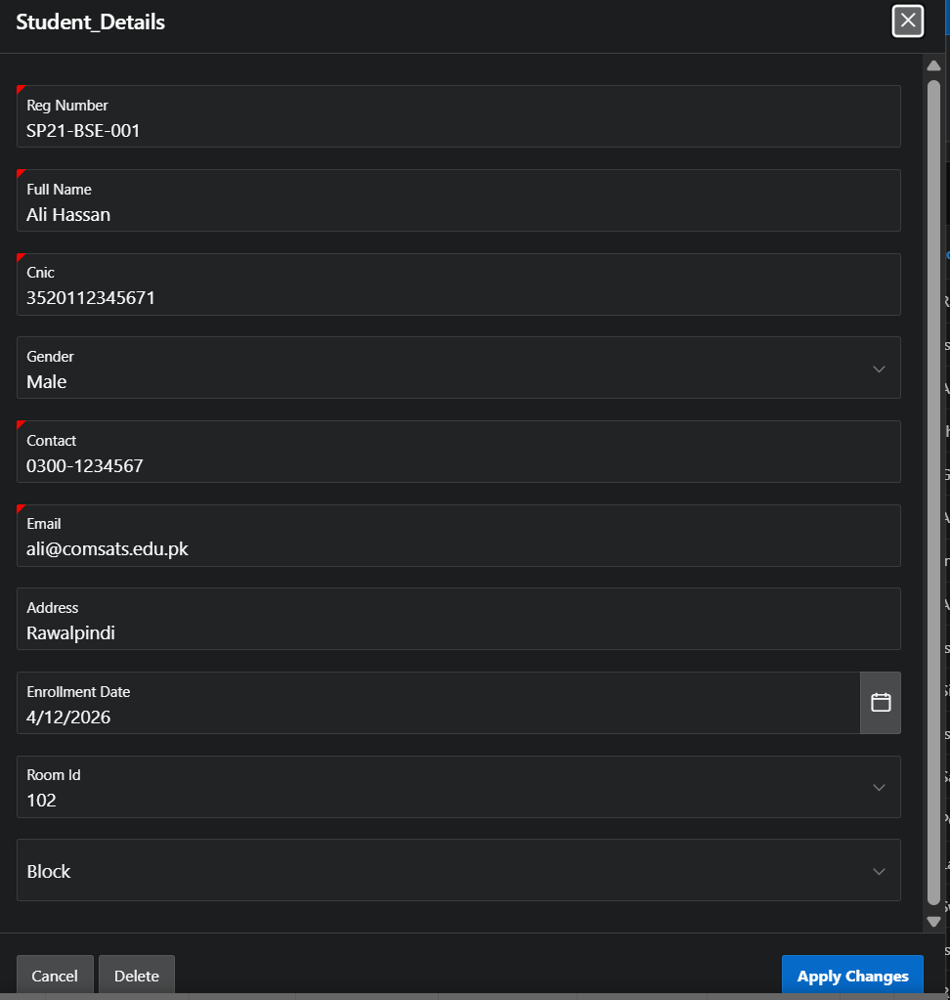 Student_Details
Reg Number
SP21-BSE-001
Full Name
Ali Hassan
Cnic
3520112345671
Gender
Male
Contact
0300-1234567
Email
ali@comsats.edu.pk
Address
Rawalpindi
Enrollment Date
4/12/2026
Room Id
102
Block
Cancel
Delete
Apply Changes